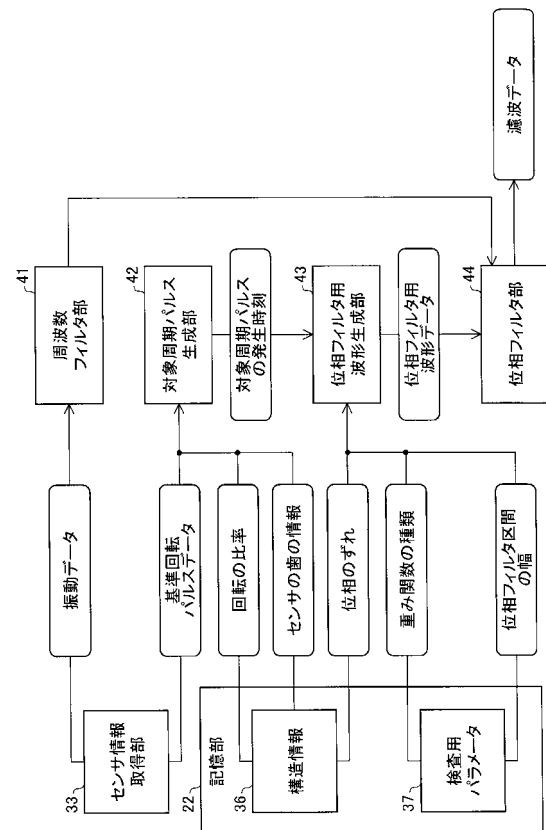 33
センサ情報
取得部
22
記憶部
36
構造情報
37
検査用
パラメータ
振動データ
基準回転
パルスデータ
回転の比率
センサの歯の情報
位相のずれ
重み関数の種類
位相フィルタ区間
の幅
41
周波数
フィルタ部
42
対象周期パルス
生成部
対象周期パルス
の発生時刻
43
位相フィルタ用
波形生成部
位相フィルタ用
波形データ
44
位相フィルタ部
濾波データ